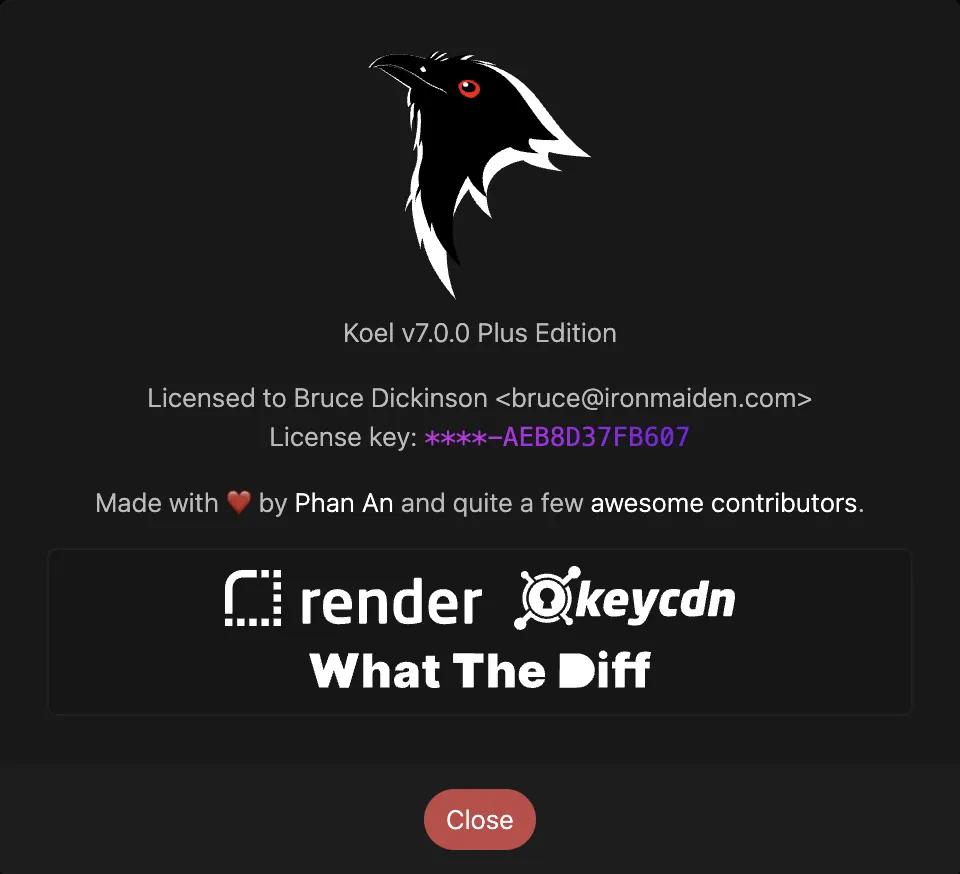 Koel v7.0.0 Plus Edition
Licensed to Bruce Dickinson <bruce@ironmaiden.com>
License key: ****-AEB8D37FB607
Made with ❤️ by Phan An and quite a few awesome contributors.
render keycdn
What The Diff
Close